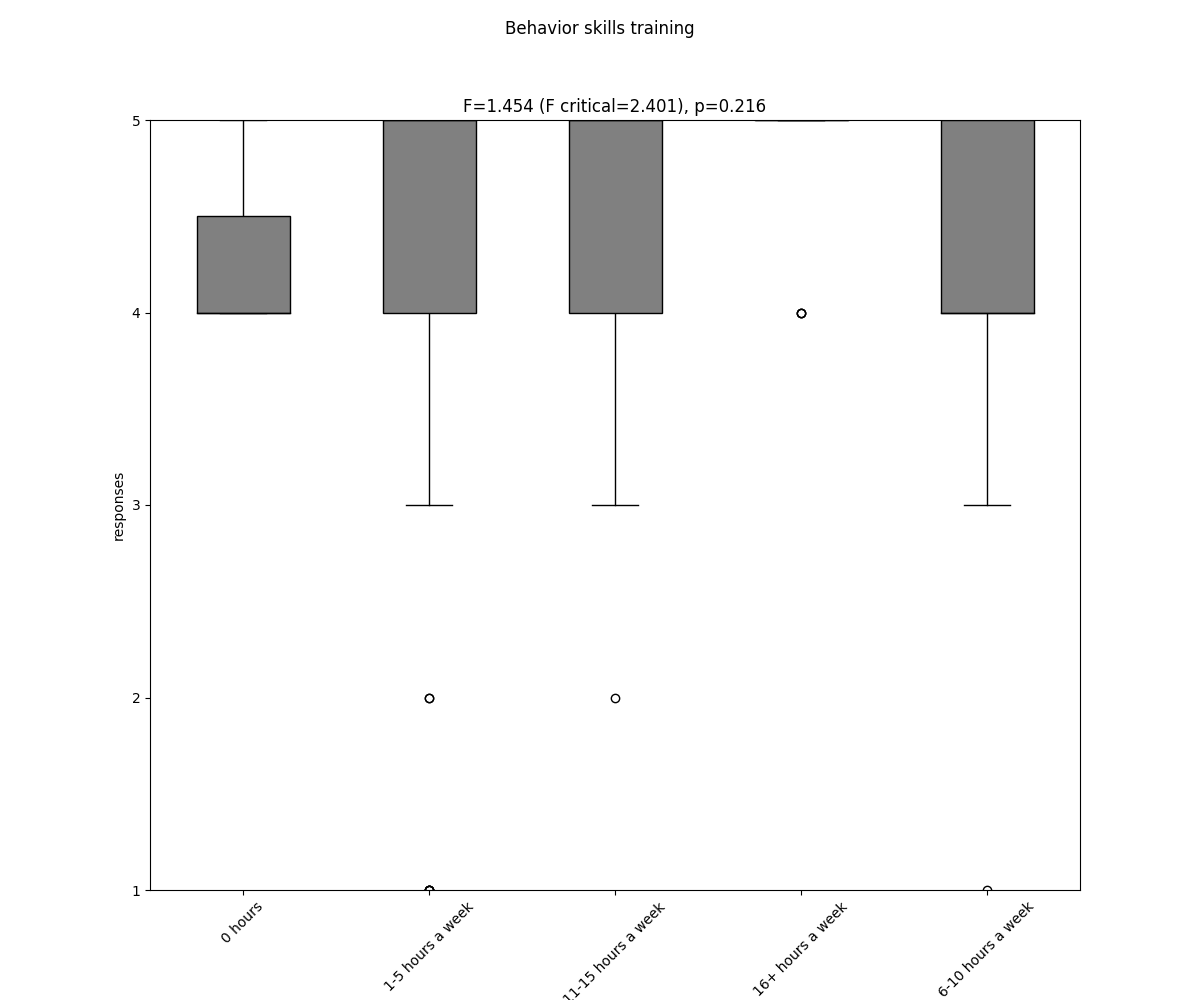 Behavior skills training
F=1.454 (F critical=2.401), p=0.216
responses
5
4
3
2
1
0 hours
1-5 hours a week
11-15 hours a week
16+ hours a week
6-10 hours a week